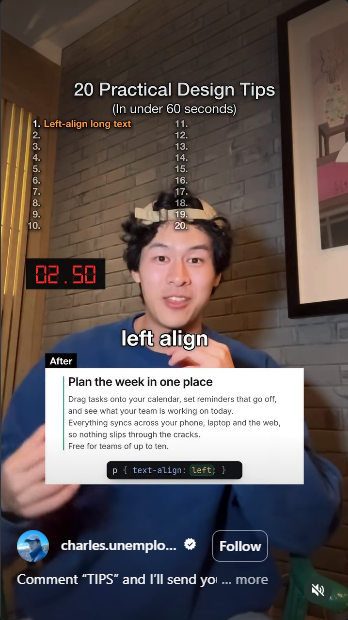 20 Practical Design Tips
(In under 60 seconds)
1. Left-align long text
2.
3.
4.
5.
6.
7.
8.
9.
10.
11.
12.
13.
14.
15.
16.
17.
18.
19.
20.
02.50
left align
After
Plan the week in one place
Drag tasks onto your calendar, set reminders that go off,
and see what your team is working on today.
Everything syncs across your phone, laptop and the web,
so nothing slips through the cracks.
Free for teams of up to ten.
p { text-align: left; }
charles.unemplo...
Follow
Comment “TIPS” and I’ll send you ... more